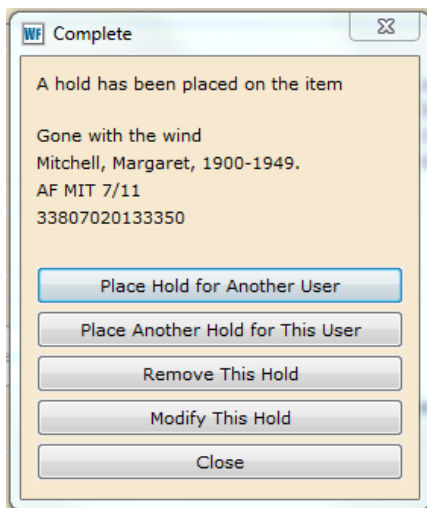 WF Complete
A hold has been placed on the item
Gone with the wind
Mitchell, Margaret, 1900-1949.
AF MIT 7/11
33807020133350
Place Hold for Another User
Place Another Hold for This User
Remove This Hold
Modify This Hold
Close